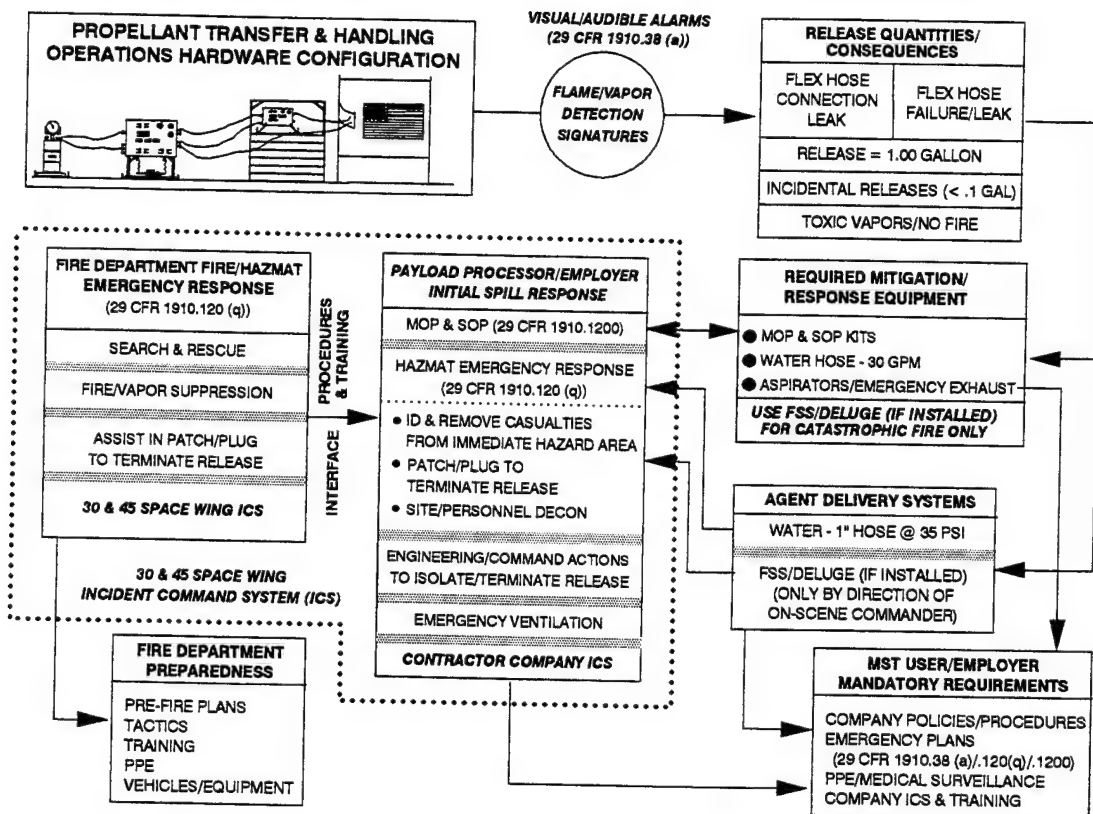 PROPELLANT TRANSFER & HANDLING
OPERATIONS HARDWARE CONFIGURATION
VISUAL/AUDIBLE ALARMS
(29 CFR 1910.38 (a))
FLAME/VAPOR
DETECTION
SIGNATURES
RELEASE QUANTITIES/
CONSEQUENCES
FLEX HOSE
CONNECTION
LEAK
FLEX HOSE
FAILURE/LEAK
RELEASE = 1.00 GALLON
INCIDENTAL RELEASES (< .1 GAL)
TOXIC VAPORS/NO FIRE
FIRE DEPARTMENT FIRE/HAZMAT
EMERGENCY RESPONSE
(29 CFR 1910.120 (q))
SEARCH & RESCUE
FIRE/VAPOR SUPPRESSION
ASSIST IN PATCH/PLUG
TO TERMINATE RELEASE
30 & 45 SPACE WING ICS
PROCEDURES
& TRAINING
INTERFACE
PAYLOAD PROCESSOR/EMPLOYER
INITIAL SPILL RESPONSE
MOP & SOP (29 CFR 1910.1200)
HAZMAT EMERGENCY RESPONSE
(29 CFR 1910.120 (q))
● ID & REMOVE CASUALTIES
FROM IMMEDIATE HAZARD AREA
● PATCH/PLUG TO
TERMINATE RELEASE
● SITE/PERSONNEL DECON
ENGINEERING/COMMAND ACTIONS
TO ISOLATE/TERMINATE RELEASE
EMERGENCY VENTILATION
CONTRACTOR COMPANY ICS
REQUIRED MITIGATION/
RESPONSE EQUIPMENT
● MOP & SOP KITS
● WATER HOSE - 30 GPM
● ASPIRATORS/EMERGENCY EXHAUST
USE FSS/DELUGE (IF INSTALLED)
FOR CATASTROPHIC FIRE ONLY
AGENT DELIVERY SYSTEMS
WATER - 1" HOSE @ 35 PSI
FSS/DELUGE (IF INSTALLED)
(ONLY BY DIRECTION OF
ON-SCENE COMMANDER)
30 & 45 SPACE WING
INCIDENT COMMAND SYSTEM (ICS)
FIRE DEPARTMENT
PREPAREDNESS
PRE-FIRE PLANS
TACTICS
TRAINING
PPE
VEHICLES/EQUIPMENT
MST USER/EMPLOYER
MANDATORY REQUIREMENTS
COMPANY POLICIES/PROCEDURES
EMERGENCY PLANS
(29 CFR 1910.38 (a)/.120(q)/.1200)
PPE/MEDICAL SURVEILLANCE
COMPANY ICS & TRAINING